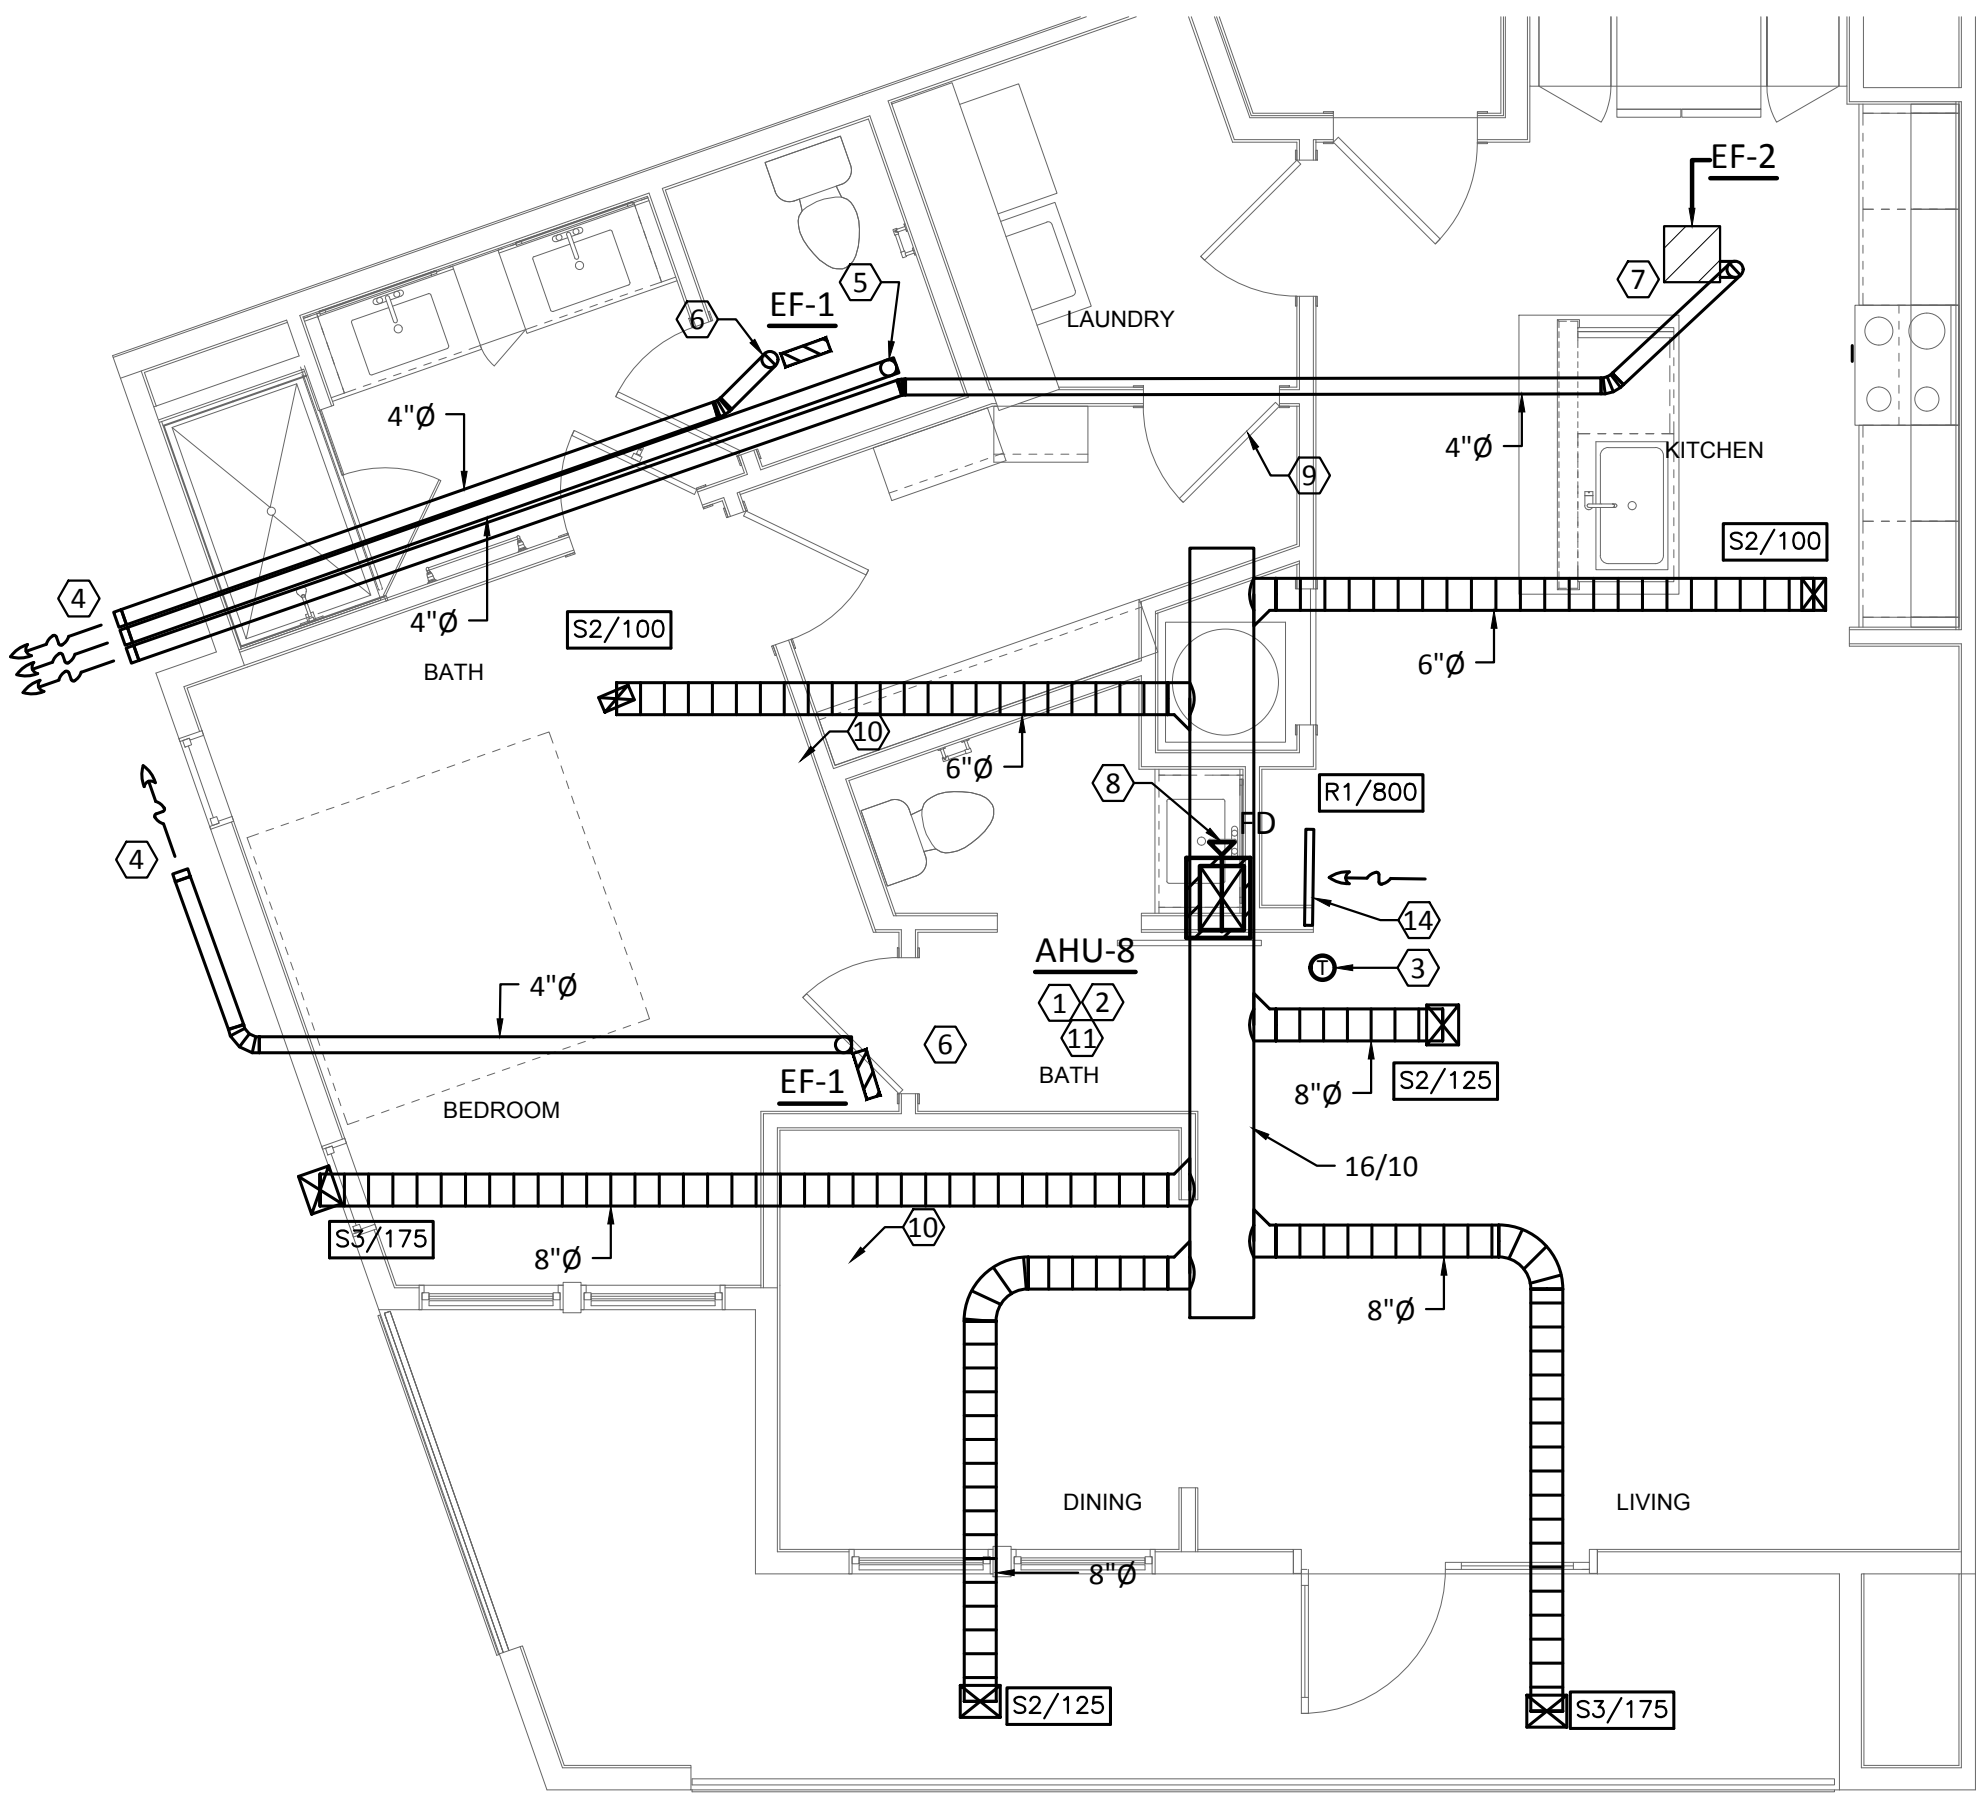 EF-2
7
5
EF-1
6
LAUNDRY
4"Ø
4"Ø
KITCHEN
9
S2/100
4
4"Ø
S2/100
BATH
6"Ø
10
6"Ø
8
R1/800
FD
4
14
AHU-8
3
T
4"Ø
1
2
11
6
BATH
EF-1
S2/125
8"Ø
BEDROOM
16/10
10
S3/175
8"Ø
8"Ø
DINING
LIVING
8"Ø
S2/125
S3/175